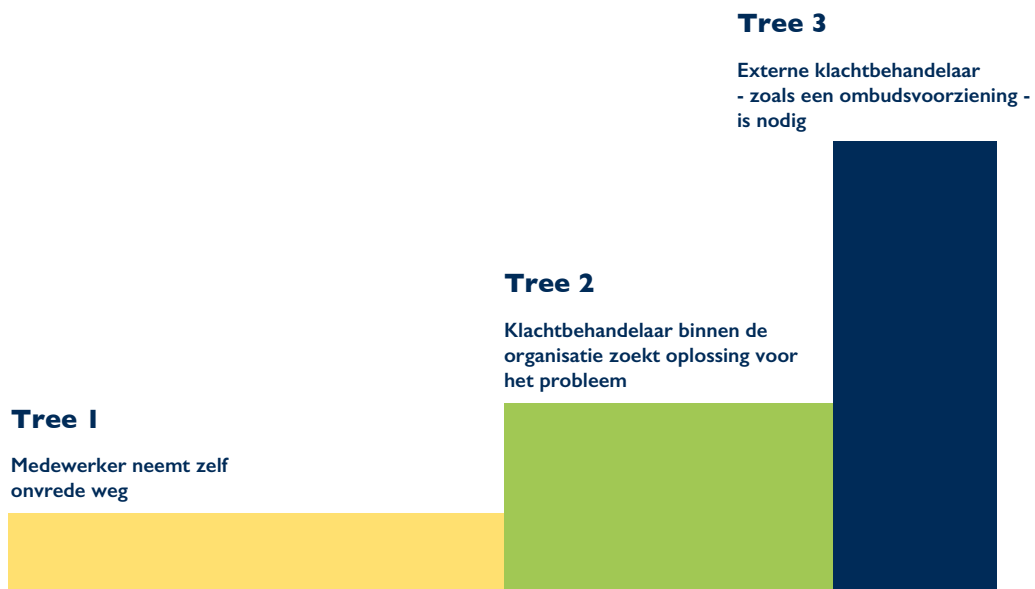 Tree 3
Externe klachtbehandelaar
- zoals een ombudsvoorziening -
is nodig
Tree 2
Klachtbehandelaar binnen de
organisatie zoekt oplossing voor
het probleem
Tree 1
Medewerker neemt zelf
onvrede weg